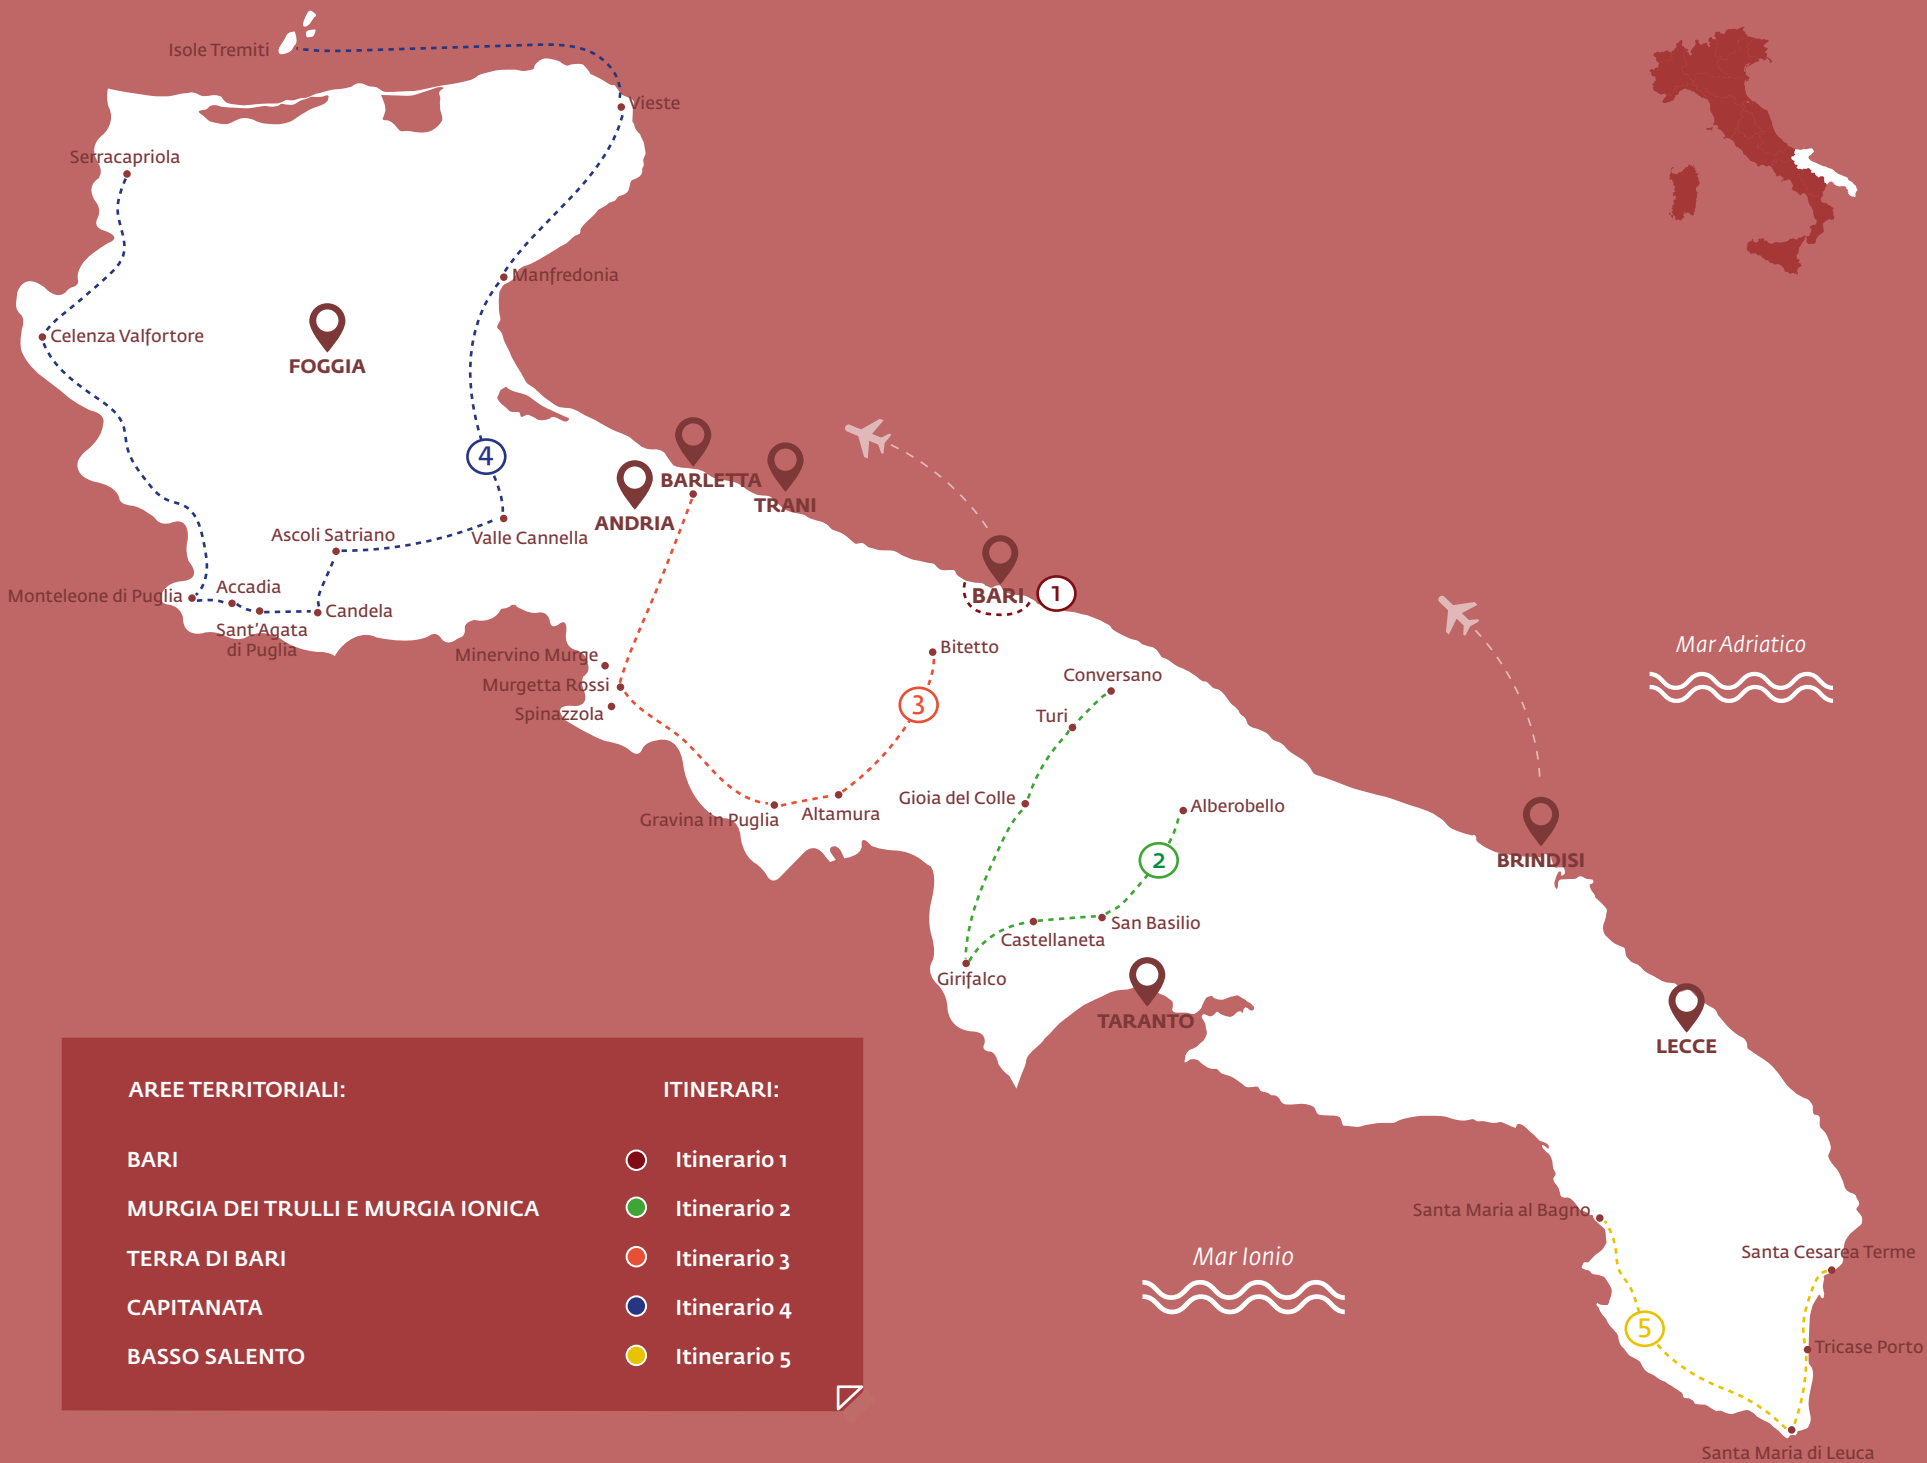 Isole Tremiti
Vieste
Serracapriola
Manfredonia
Celenza Valfortore
FOGGIA
4
BARLETTA
TRANI
ANDRIA
Ascoli Satriano
Valle Cannella
Monteleone di Puglia
Accadia
Candela
Sant'Agata
di Puglia
BARI
1
Minervino Murge
Murgetta Rossi
Spinazzola
Bitetto
3
Conversano
Turi
Mar Adriatico
Gioia del Colle
Alberobello
Gravina in Puglia
Altamura
2
BRINDISI
San Basilio
Castellaneta
Girifalco
TARANTO
LECCE
AREE TERRITORIALI: ITINERARI:
BARI Itinerario 1
MURGIA DEI TRULLI E MURGIA IONICA Itinerario 2
TERRA DI BARI Itinerario 3
CAPITANATA Itinerario 4
BASSO SALENTO Itinerario 5
Mar Ionio
Santa Maria al Bagno
Santa Cesarea Terme
5
Tricase Porto
Santa Maria di Leuca